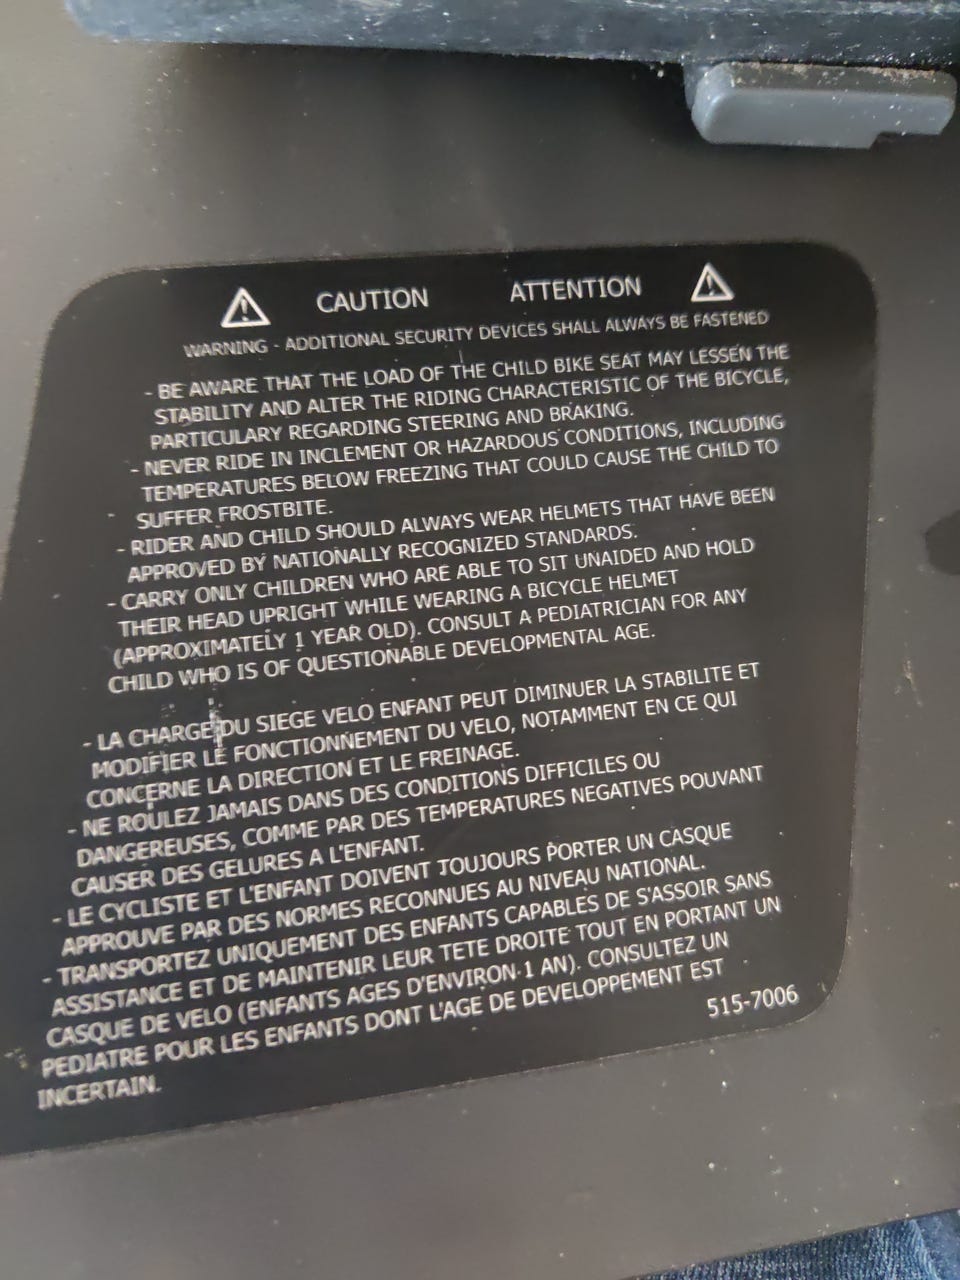 CAUTION ATTENTION
WARNING - ADDITIONAL SECURITY DEVICES SHALL ALWAYS BE FASTENED
- BE AWARE THAT THE LOAD OF THE CHILD BIKE SEAT MAY LESSEN THE
STABILITY AND ALTER THE RIDING CHARACTERISTIC OF THE BICYCLE,
PARTICULARY REGARDING STEERING AND BRAKING.
- NEVER RIDE IN INCLEMENT OR HAZARDOUS CONDITIONS, INCLUDING
TEMPERATURES BELOW FREEZING THAT COULD CAUSE THE CHILD TO
SUFFER FROSTBITE.
- RIDER AND CHILD SHOULD ALWAYS WEAR HELMETS THAT HAVE BEEN
APPROVED BY NATIONALLY RECOGNIZED STANDARDS.
- CARRY ONLY CHILDREN WHO ARE ABLE TO SIT UNAIDED AND HOLD
THEIR HEAD UPRIGHT WHILE WEARING A BICYCLE HELMET
(APPROXIMATELY 1 YEAR OLD). CONSULT A PEDIATRICIAN FOR ANY
CHILD WHO IS OF QUESTIONABLE DEVELOPMENTAL AGE.
- LA CHARGE DU SIEGE VELO ENFANT PEUT DIMINUER LA STABILITE ET
MODIFIER LE FONCTIONNEMENT DU VELO, NOTAMMENT EN CE QUI
CONCERNE LA DIRECTION ET LE FREINAGE.
- NE ROULEZ JAMAIS DANS DES CONDITIONS DIFFICILES OU
DANGEREUSES, COMME PAR DES TEMPERATURES NEGATIVES POUVANT
CAUSER DES GELURES A L'ENFANT.
- LE CYCLISTE ET L'ENFANT DOIVENT TOUJOURS PORTER UN CASQUE
APPROUVE PAR DES NORMES RECONNUES AU NIVEAU NATIONAL.
- TRANSPORTEZ UNIQUEMENT DES ENFANTS CAPABLES DE S'ASSOIR SANS
ASSISTANCE ET DE MAINTENIR LEUR TETE DROITE TOUT EN PORTANT UN
CASQUE DE VELO (ENFANTS AGES D'ENVIRON 1 AN). CONSULTEZ UN
PEDIATRE POUR LES ENFANTS DONT L'AGE DE DEVELOPPEMENT EST
INCERTAIN.
515-7006